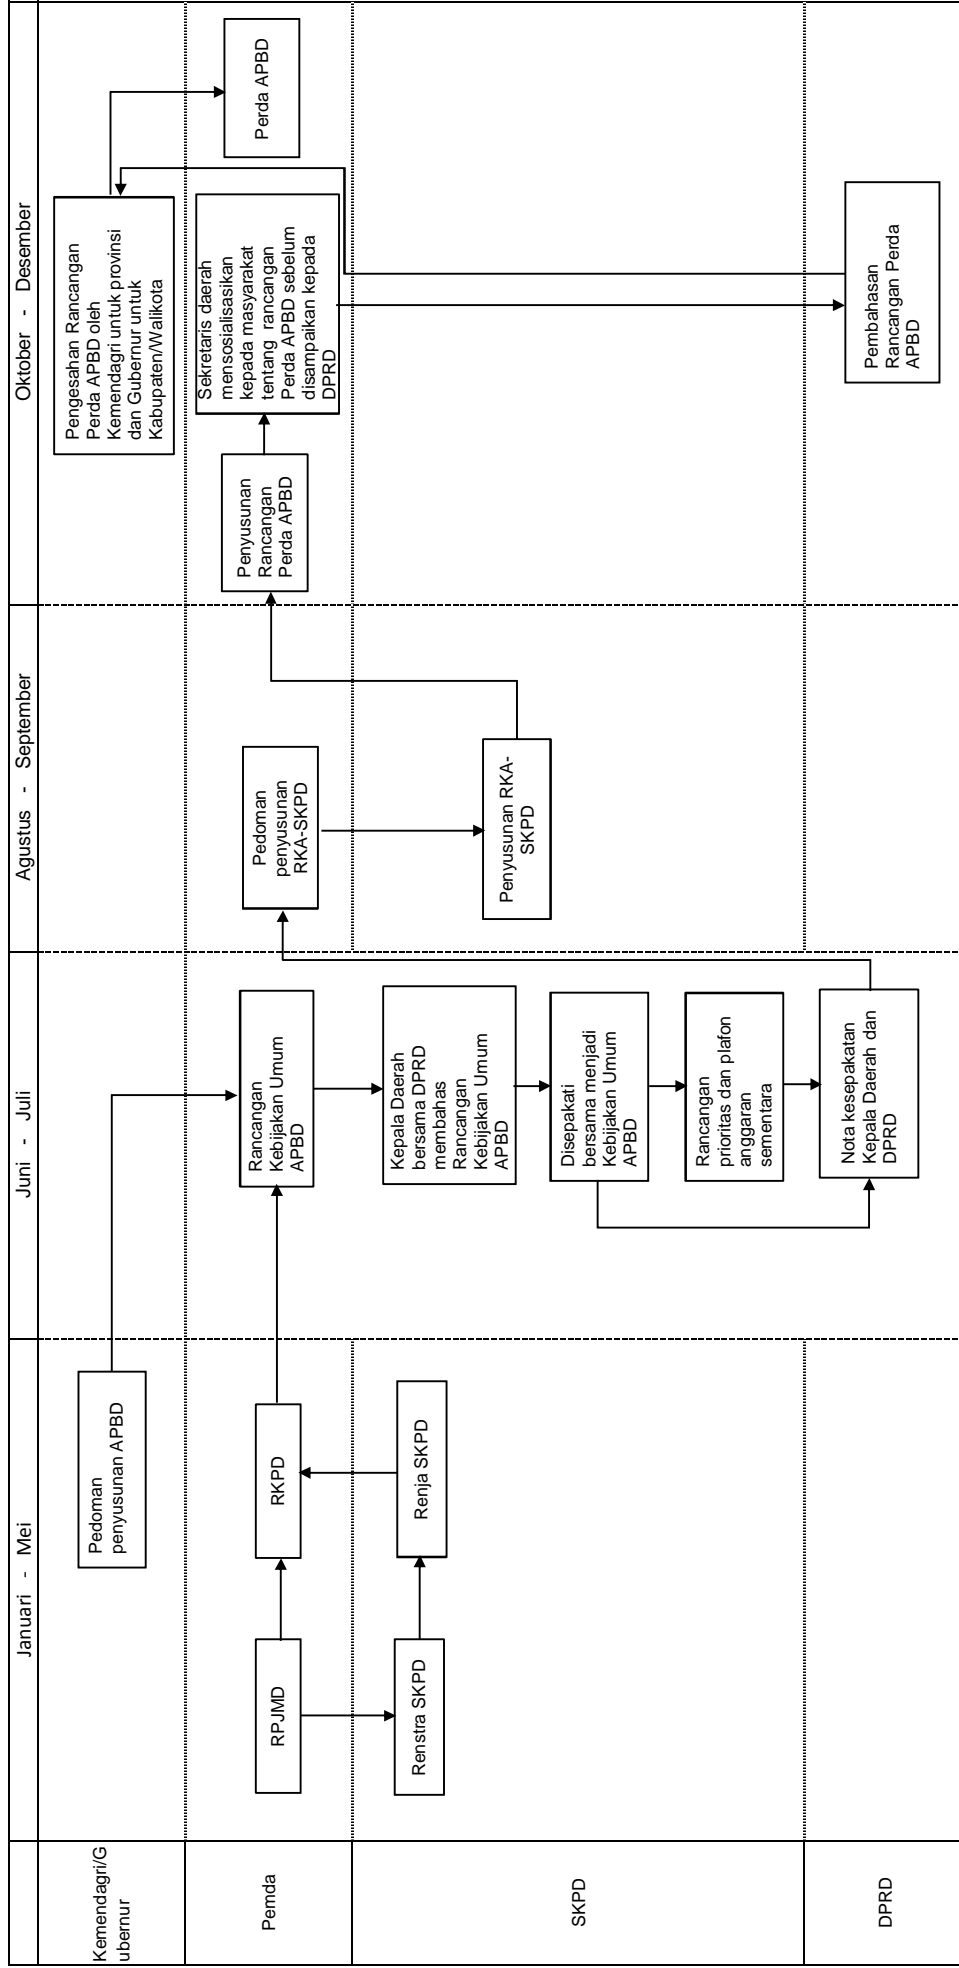 Januari - Mei
Juni - Juli
Agustus - September
Oktober - Desember
Kemendagri/G
ubernur
Pedoman
penyusunan APBD
Pengesahan Rancangan
Perda APBD oleh
Kemendagri untuk provinsi
dan Gubernur untuk
Kabupaten/Walikota
Pemda
RPJMD
RKPD
Rancangan
Kebijakan Umum
APBD
Pedoman
penyusunan
RKA-SKPD
Penyusunan
Rancangan
Perda APBD
Sekretaris daerah
mensosialisasikan
kepada masyarakat
tentang rancangan
Perda APBD sebelum
disampaikan kepada
DPRD
Perda APBD
SKPD
Renstra SKPD
Renja SKPD
Kepala Daerah
bersama DPRD
membahas
Rancangan
Kebijakan Umum
APBD
Disepakati
bersama menjadi
Kebijakan Umum
APBD
Rancangan
prioritas dan plafon
anggaran
sementara
Penyusunan RKA-
SKPD
DPRD
Nota kesepakatan
Kepala Daerah dan
DPRD
Pembahasan
Rancangan Perda
APBD